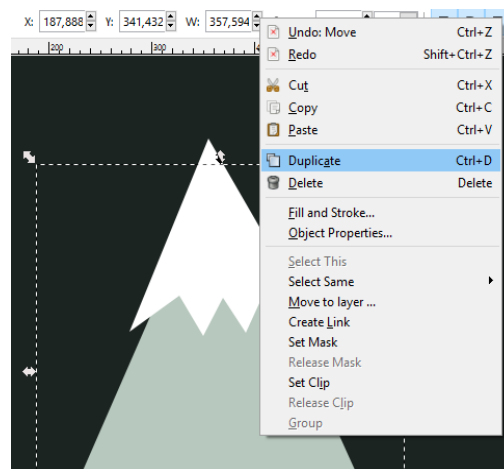 X: 187,888 Y: 341,432 W: 357,594
200 300
Undo: Move Ctrl+Z
Redo Shift+Ctrl+Z
Cut Ctrl+X
Copy Ctrl+C
Paste Ctrl+V
Duplicate Ctrl+D
Delete Delete
Fill and Stroke...
Object Properties...
Select This
Select Same
Move to layer ...
Create Link
Set Mask
Release Mask
Set Clip
Release Clip
Group